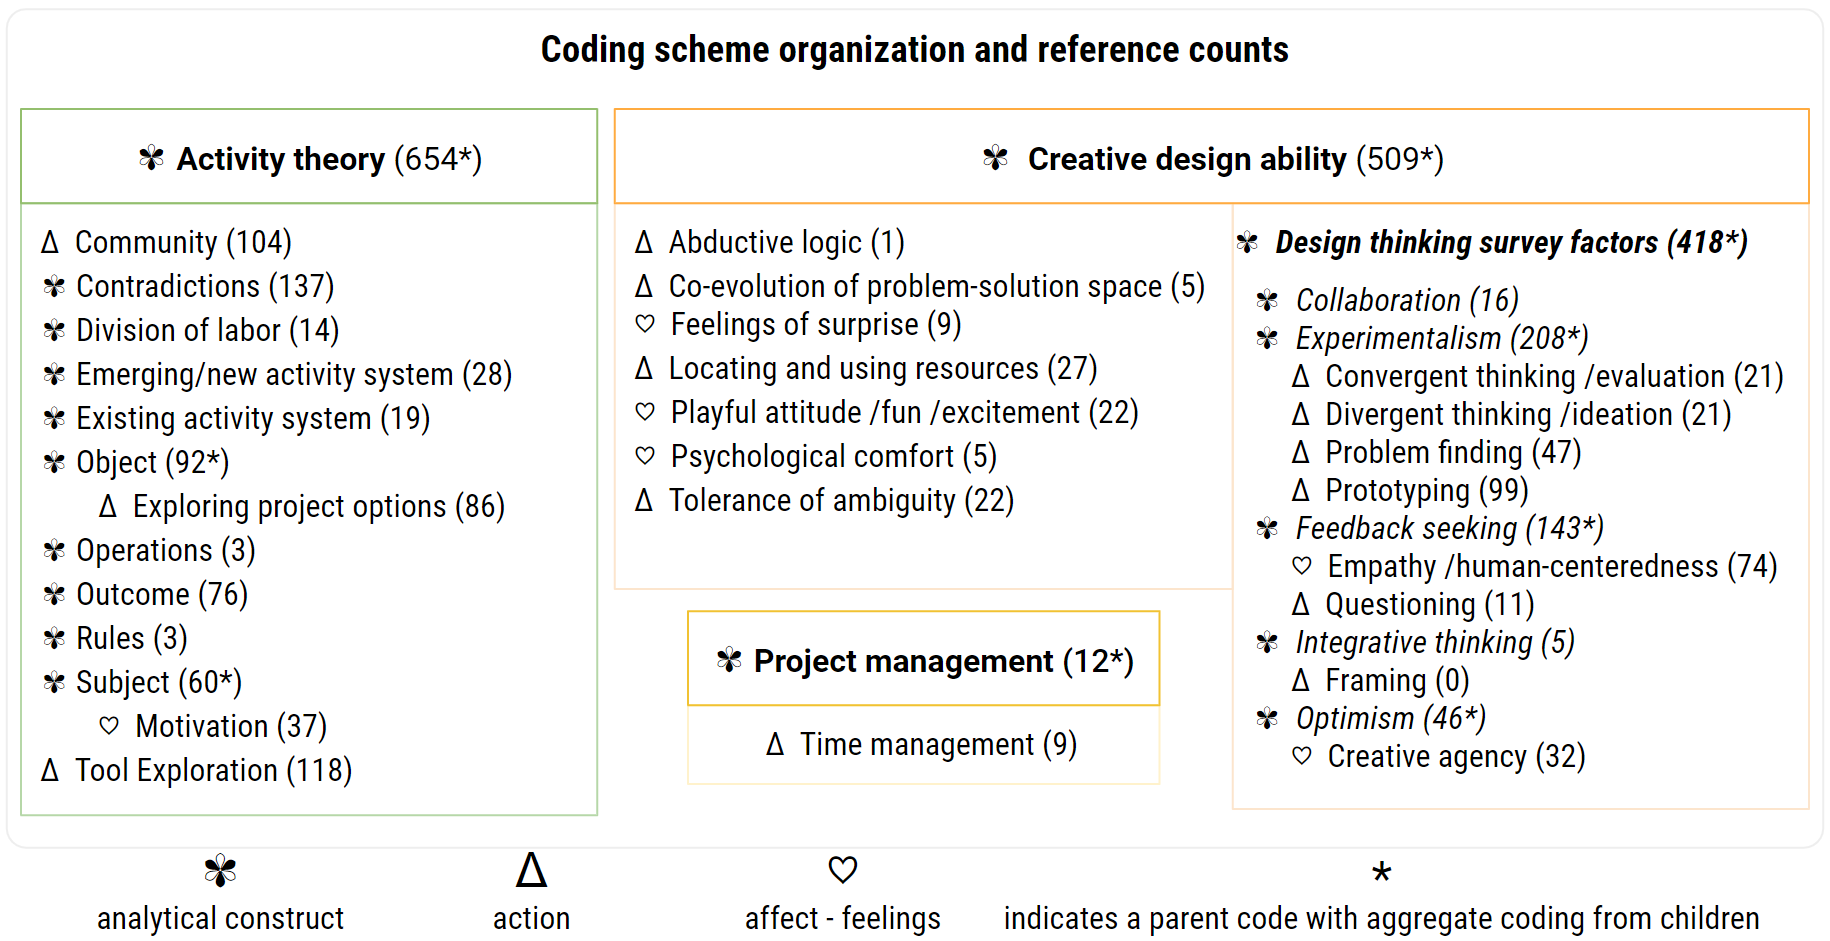 Coding scheme organization and reference counts
✽ Activity theory (654*)
Δ Community (104)
✽ Contradictions (137)
✽ Division of labor (14)
✽ Emerging/new activity system (28)
✽ Existing activity system (19)
✽ Object (92*)
Δ Exploring project options (86)
✽ Operations (3)
✽ Outcome (76)
✽ Rules (3)
✽ Subject (60*)
♡ Motivation (37)
Δ Tool Exploration (118)
✽ Creative design ability (509*)
Δ Abductive logic (1)
Δ Co-evolution of problem-solution space (5)
♡ Feelings of surprise (9)
Δ Locating and using resources (27)
♡ Playful attitude /fun /excitement (22)
♡ Psychological comfort (5)
Δ Tolerance of ambiguity (22)
✽ Design thinking survey factors (418*)
✽ Collaboration (16)
✽ Experimentalism (208*)
Δ Convergent thinking /evaluation (21)
Δ Divergent thinking /ideation (21)
Δ Problem finding (47)
Δ Prototyping (99)
✽ Feedback seeking (143*)
♡ Empathy /human-centeredness (74)
Δ Questioning (11)
✽ Integrative thinking (5)
Δ Framing (0)
✽ Optimism (46*)
♡ Creative agency (32)
✽ Project management (12*)
Δ Time management (9)
✽ analytical construct
Δ action
♡ affect - feelings
* indicates a parent code with aggregate coding from children